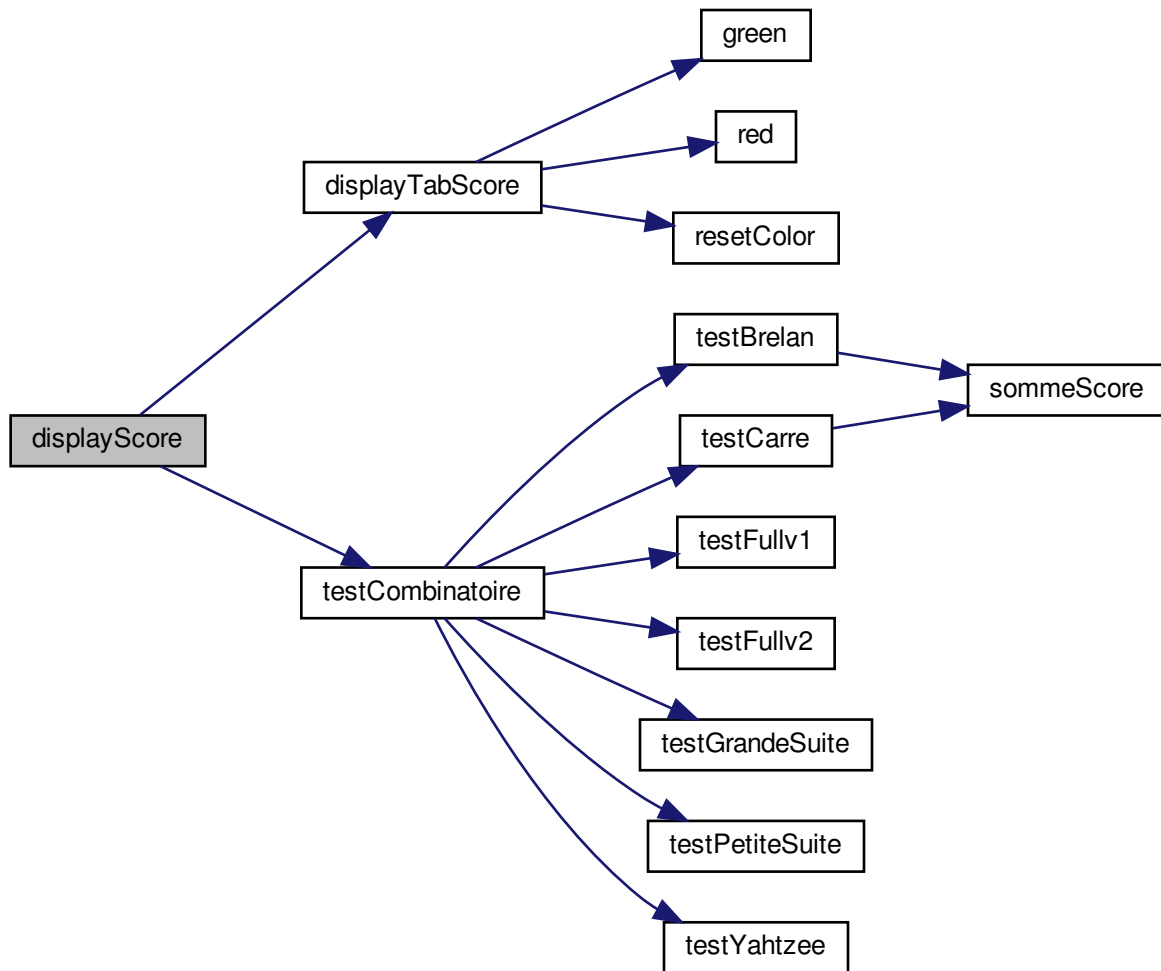 green
red
displayTabScore
resetColor
testBrelan
sommeScore
displayScore
testCarre
testFullv1
testCombinatoire
testFullv2
testGrandeSuite
testPetiteSuite
testYahtzee